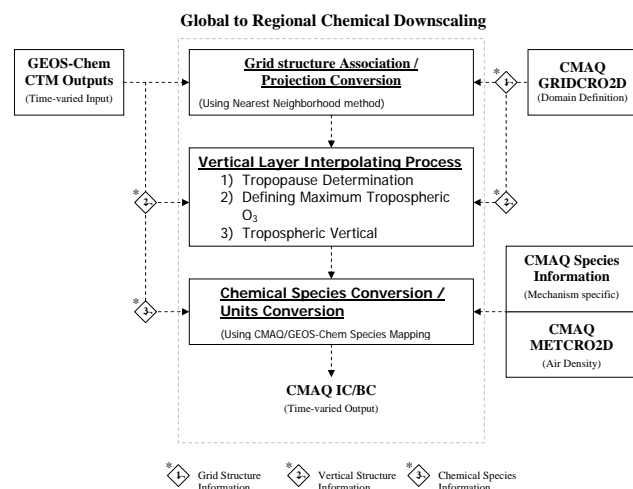 Global to Regional Chemical Downscaling
GEOS-Chem
CTM Outputs
(Time-varied Input)
Grid structure Association /
Projection Conversion
(Using Nearest Neighborhood method)
* 1
CMAQ
GRIDCRO2D
(Domain Definition)
Vertical Layer Interpolating Process
1) Tropopause Determination
2) Defining Maximum Tropospheric
O3
3) Tropospheric Vertical
* 2
* 2
Chemical Species Conversion /
Units Conversion
(Using CMAQ/GEOS-Chem Species Mapping
* 3
CMAQ Species
Information
(Mechanism specific)
CMAQ
METCRO2D
(Air Density)
CMAQ IC/BC
(Time-varied Output)
* 1 Grid Structure
Information
* 2 Vertical Structure
Information
* 3 Chemical Species
Information